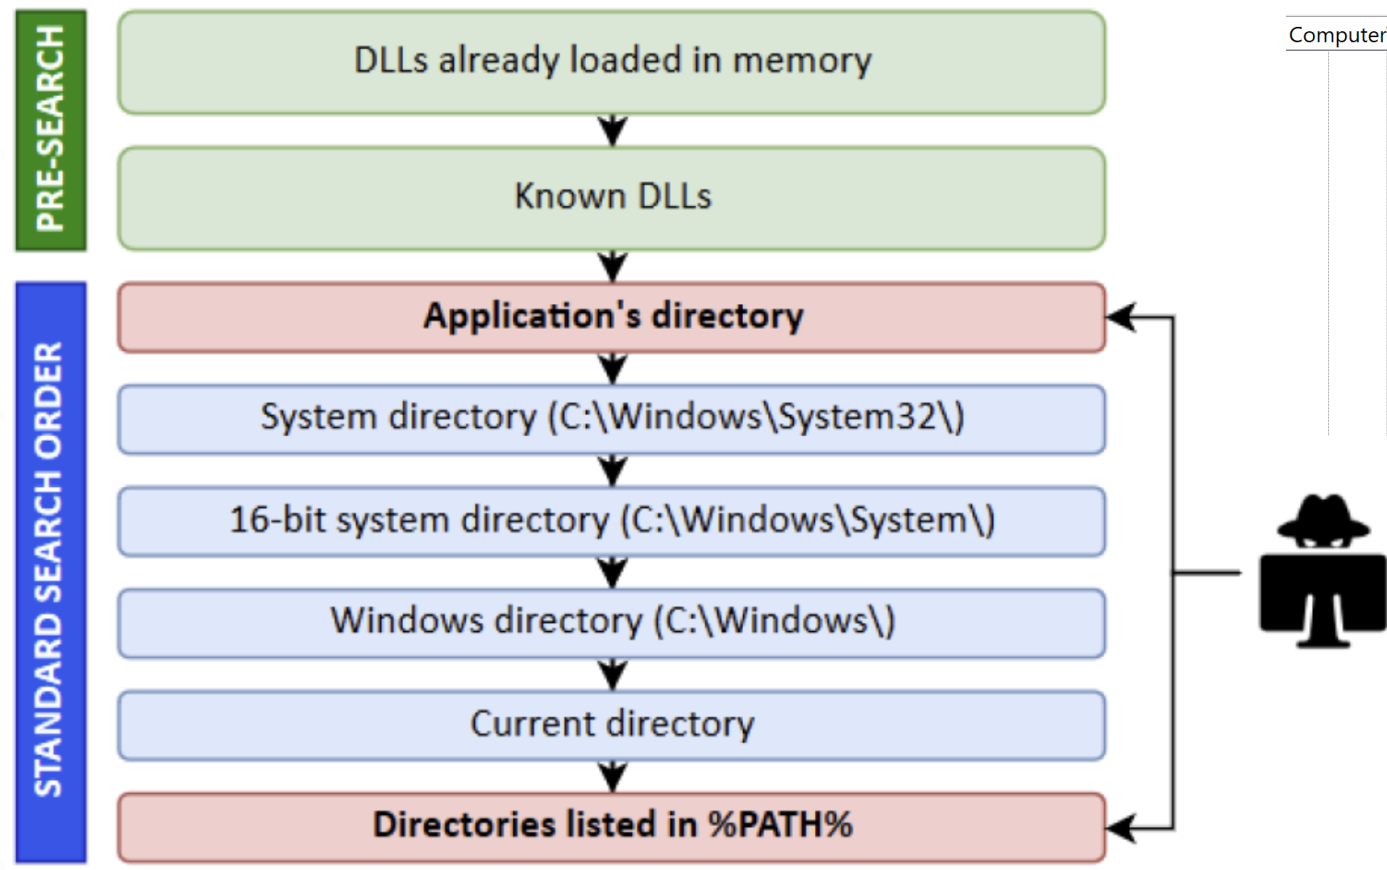 PRE-SEARCH
DLLs already loaded in memory
Known DLLs
STANDARD SEARCH ORDER
Application's directory
System directory (C:\Windows\System32\)
16-bit system directory (C:\Windows\System\)
Windows directory (C:\Windows\)
Current directory
Directories listed in %PATH%
Computer